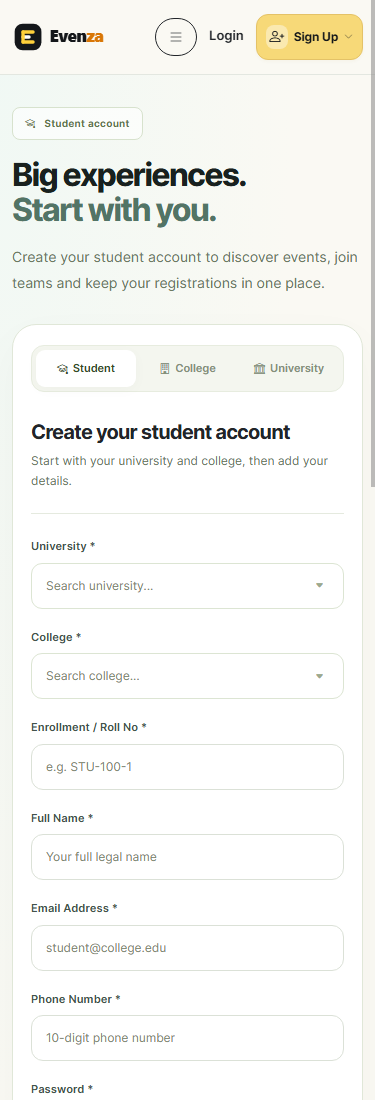 Evenza
Login
Sign Up
Student account
Big experiences.
Start with you.
Create your student account to discover events, join
teams and keep your registrations in one place.
Student
College
University
Create your student account
Start with your university and college, then add your
details.
University *
Search university...
College *
Search college...
Enrollment / Roll No *
e.g. STU-100-1
Full Name *
Your full legal name
Email Address *
student@college.edu
Phone Number *
10-digit phone number
Password *